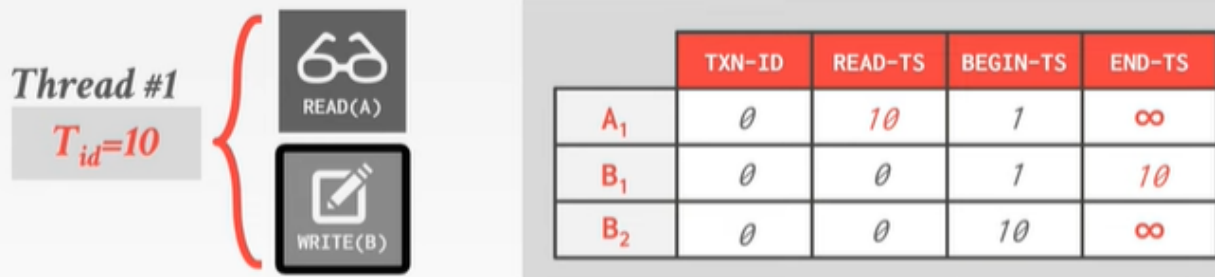 Thread #1
Tid=10
READ(A)
WRITE(B)
TXN-ID READ-TS BEGIN-TS END-TS
A1 0 10 1 ∞
B1 0 0 1 10
B2 0 0 10 ∞